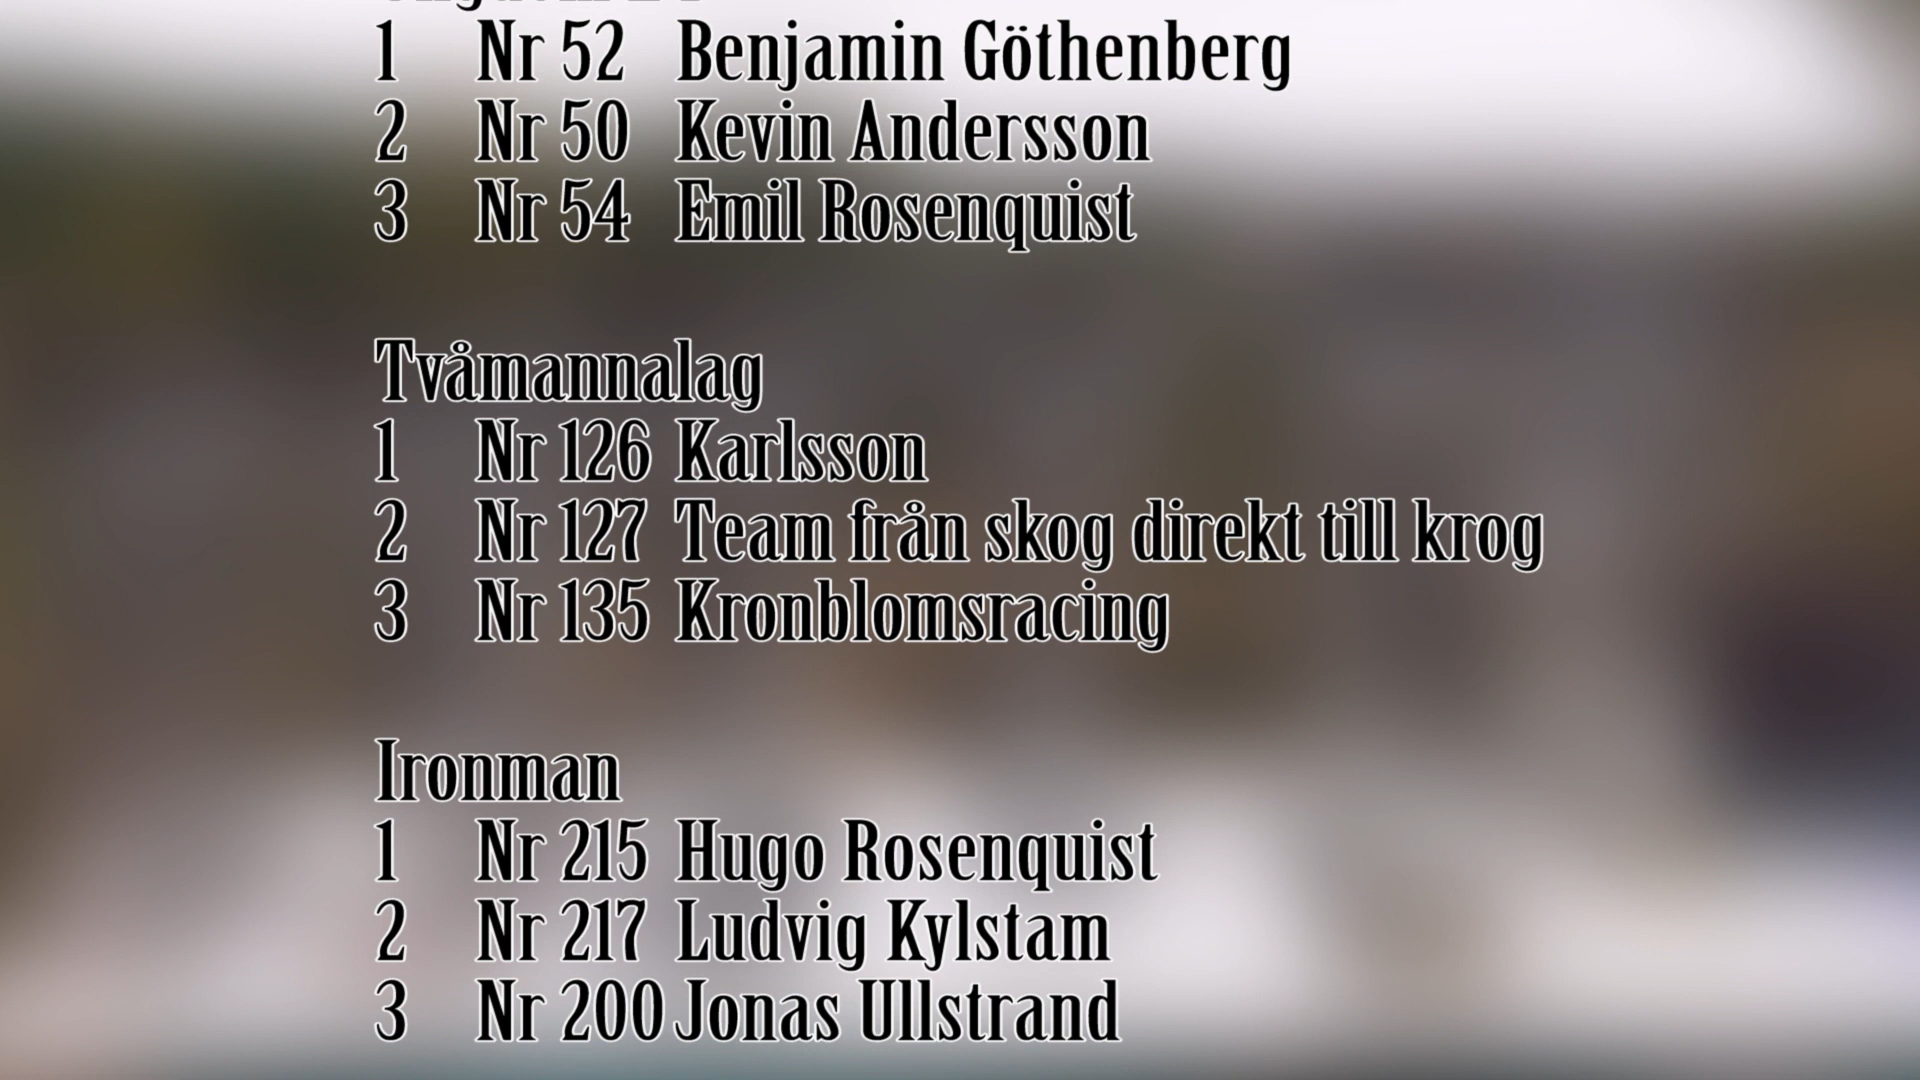 1 Nr 52 Benjamin Göthenberg
2 Nr 50 Kevin Andersson
3 Nr 54 Emil Rosenquist
Tvåmannalag
1 Nr 126 Karlsson
2 Nr 127 Team från skog direkt till krog
3 Nr 135 Kronblomsracing
Ironman
1 Nr 215 Hugo Rosenquist
2 Nr 217 Ludvig Kylstam
3 Nr 200 Jonas Ullstrand